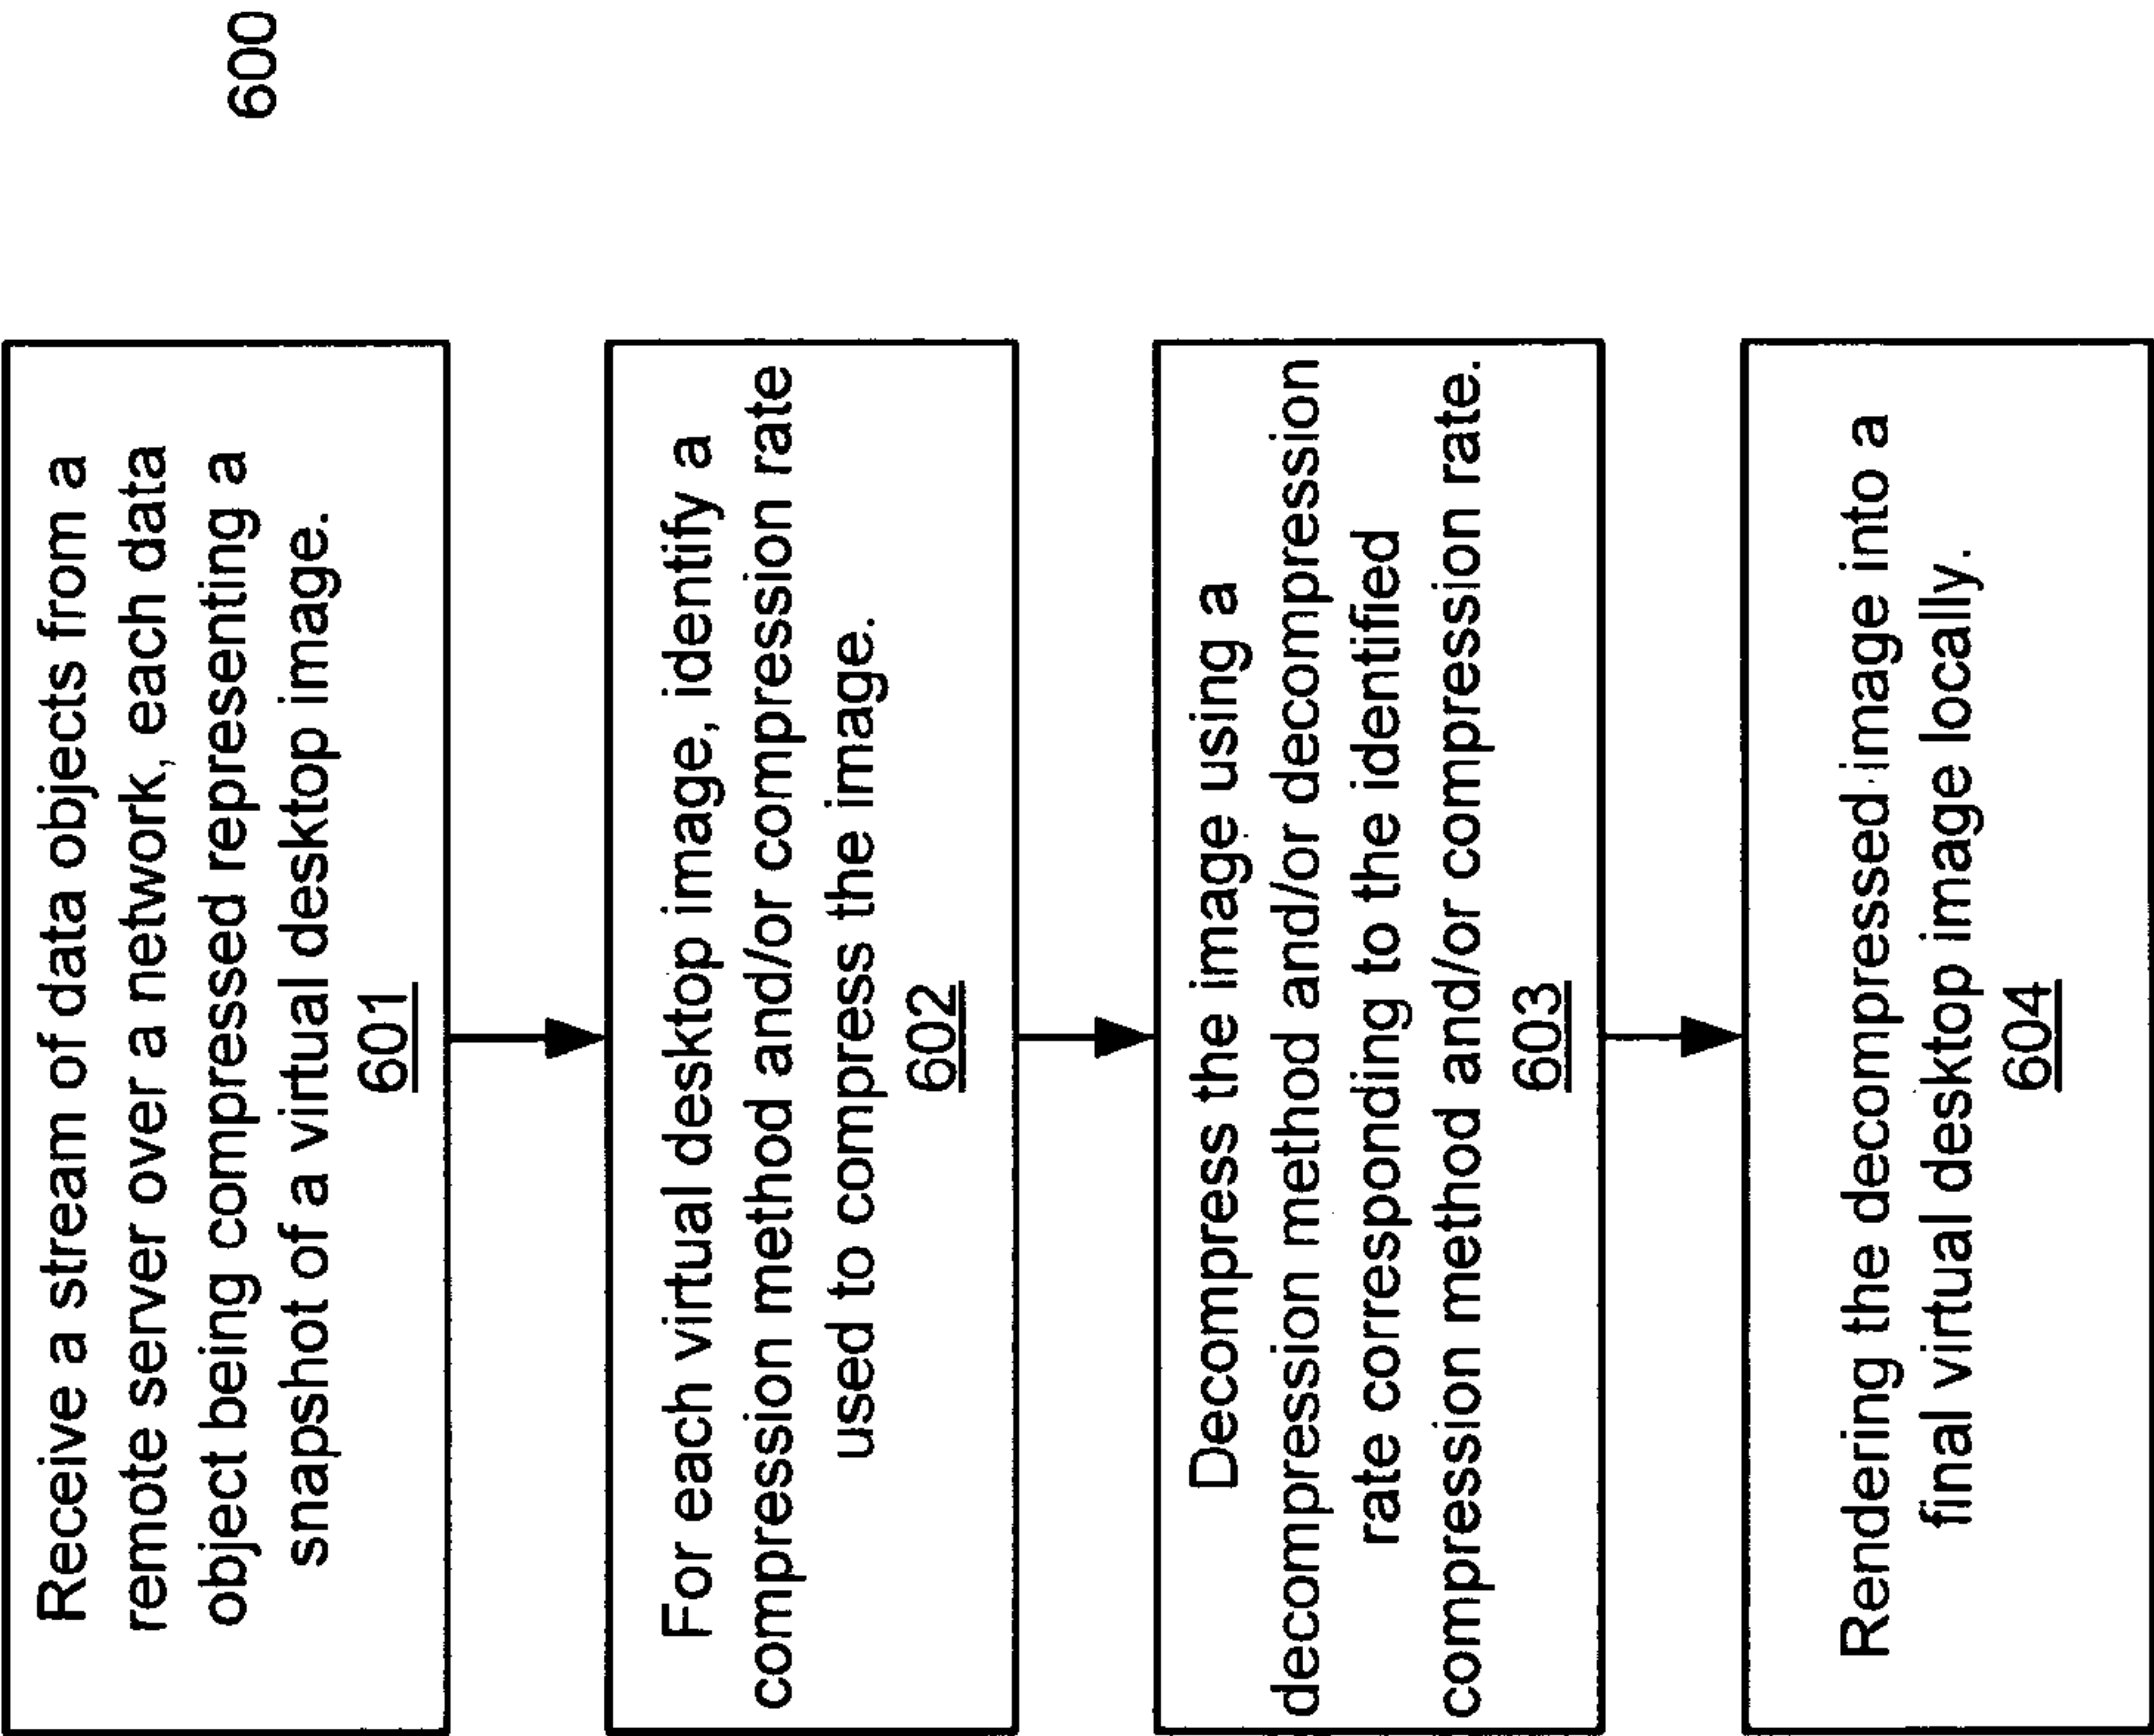 600
Receive a stream of data objects from a
remote server over a network, each data
object being compressed representing a
snapshot of a virtual desktop image.
601
For each virtual desktop image, identify a
compression method and/or compression rate
used to compress the image.
602
Decompress the image using a
decompression method and/or decompression
rate corresponding to the identified
compression method and/or compression rate.
603
Rendering the decompressed image into a
final virtual desktop image locally.
604